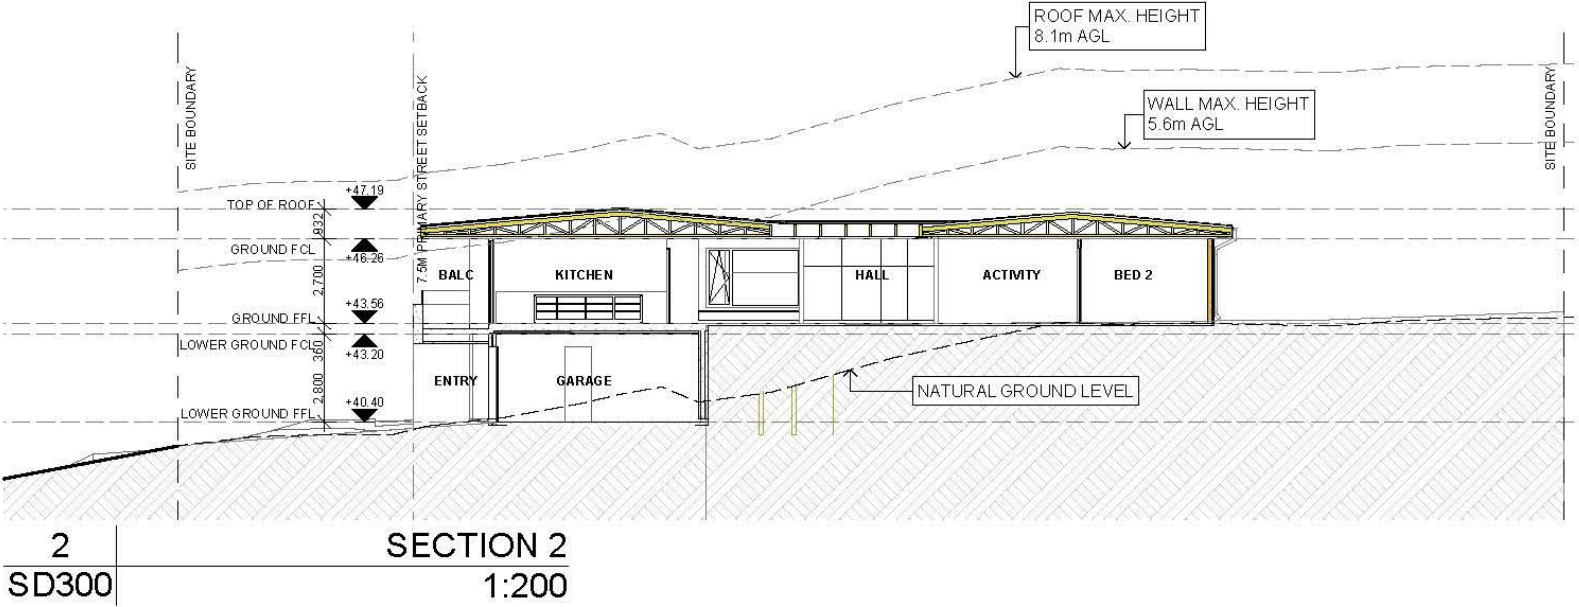 ROOF MAX. HEIGHT
8.1m AGL
WALL MAX. HEIGHT
5.6m AGL
SITE BOUNDARY
7.5M PRIMARY STREET SETBACK
SITE BOUNDARY
TOP OF ROOF
+47.19
932
GROUND FCL
+46.26
2,700
GROUND FFL
+43.56
360
LOWER GROUND FCL
+43.20
2,800
LOWER GROUND FFL
+40.40
BALC
KITCHEN
HALL
ACTIVITY
BED 2
ENTRY
GARAGE
NATURAL GROUND LEVEL
2
SECTION 2
SD300
1:200